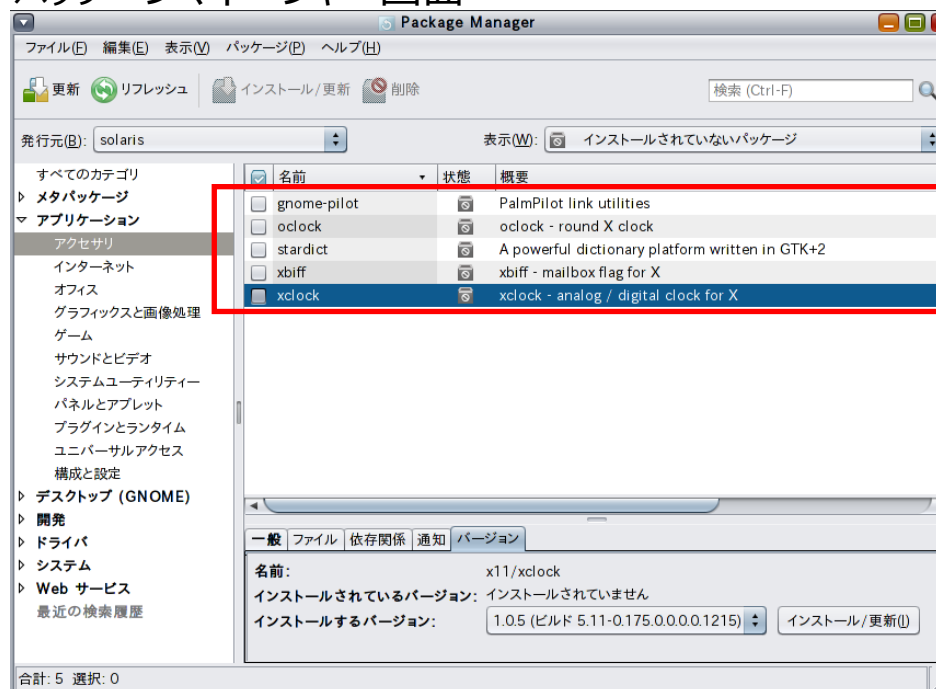 パッケージマネージャー画面
Package Manager
ファイル(F) 編集(E) 表示(V) パッケージ(P) ヘルプ(H)
更新 リフレッシュ インストール/更新 削除 検索 (Ctrl-F)
発行元(B): solaris 表示(W): インストールされていないパッケージ
すべてのカテゴリ
メタパッケージ
アプリケーション
アクセサリ
インターネット
オフィス
グラフィックスと画像処理
ゲーム
サウンドとビデオ
システムユーティリティー
パネルとアプレット
プラグインとランタイム
ユニバーサルアクセス
構成と設定
デスクトップ (GNOME)
開発
ドライバ
システム
Web サービス
最近の検索履歴
名前 状態 概要
gnome-pilot PalmPilot link utilities
oclock oclock - round X clock
stardict A powerful dictionary platform written in GTK+2
xbiff xbiff - mailbox flag for X
xclock xclock - analog / digital clock for X
一般 ファイル 依存関係 通知 バージョン
名前: x11/xclock
インストールされているバージョン: インストールされていません
インストールするバージョン: 1.0.5 (ビルド 5.11-0.175.0.0.0.1215) インストール/更新(I)
合計: 5 選択: 0